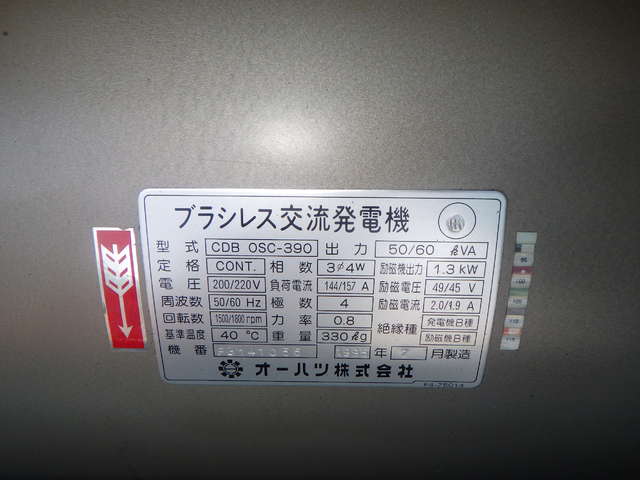 ブラシレス交流発電機
型式 CDB OSC-390 出力 50/60 kVA
定格 CONT. 相数 3φ4W 励磁機出力 1.3 kW
電圧 200/220V 負荷電流 144/157 A 励磁電圧 49/45 V
周波数 50/60 Hz 極数 4 励磁電流 2.0/1.9 A
回転数 1500/1800 rpm 力率 0.8 絶縁種 発電機B種
励磁機B種
基準温度 40 ℃ 重量 330 kg
機番 年 7 月製造
オーハツ株式会社